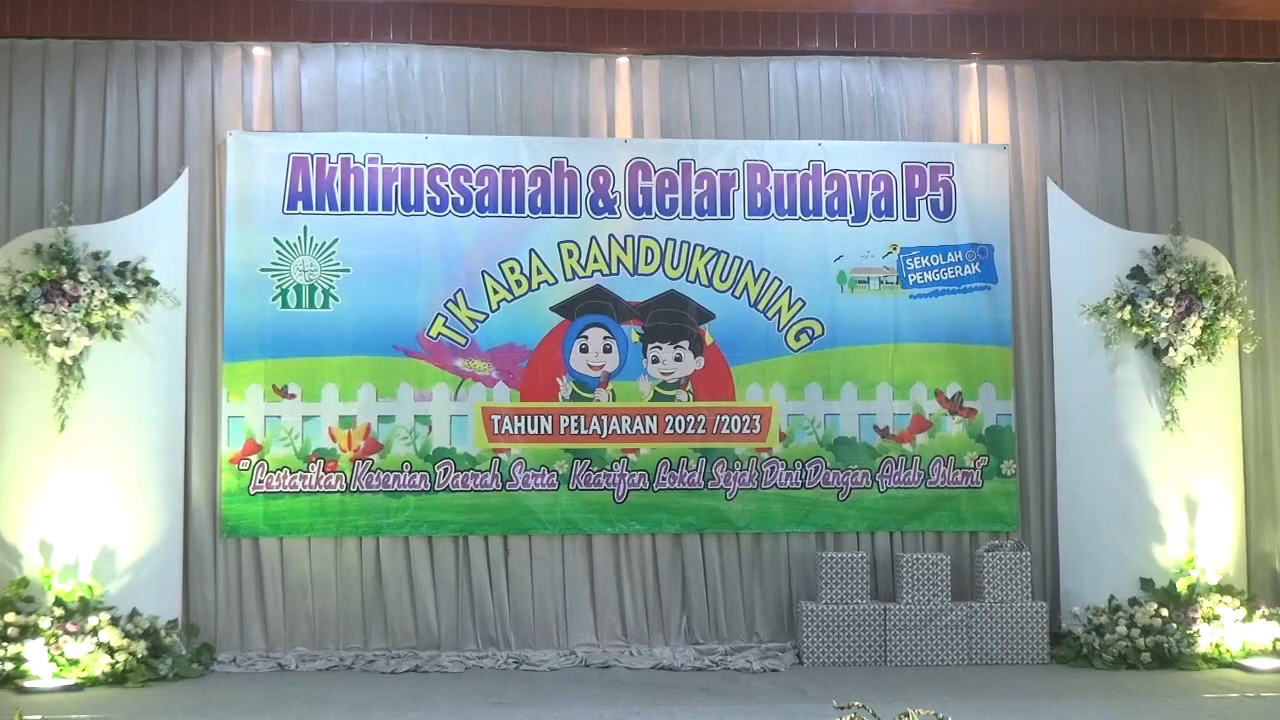 Akhirussanah & Gelar Budaya P5
TK ABA RANDUKUNING
SEKOLAH
PENGGERAK
TAHUN PELAJARAN 2022 /2023
"Lestarikan Kesenian Daerah Serta Kearifan Lokal Sejak Dini Dengan Adab Islami"